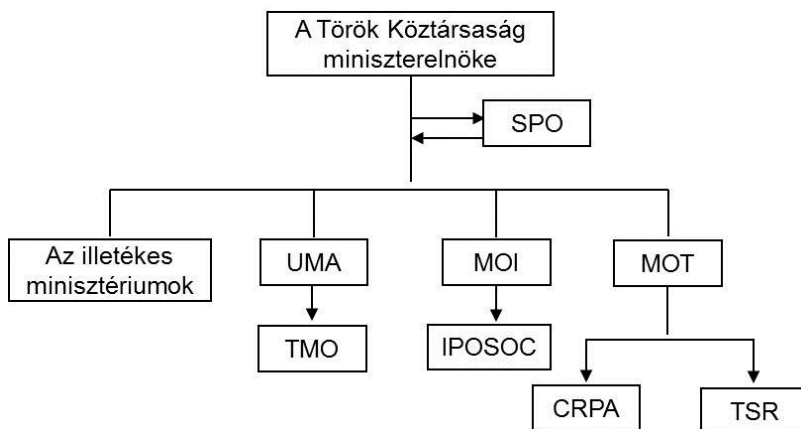 A Török Köztársaság
miniszterelnöke
SPO
Az illetékes
minisztériumok
UMA
MOI
MOT
TMO
IPOSOC
CRPA
TSR